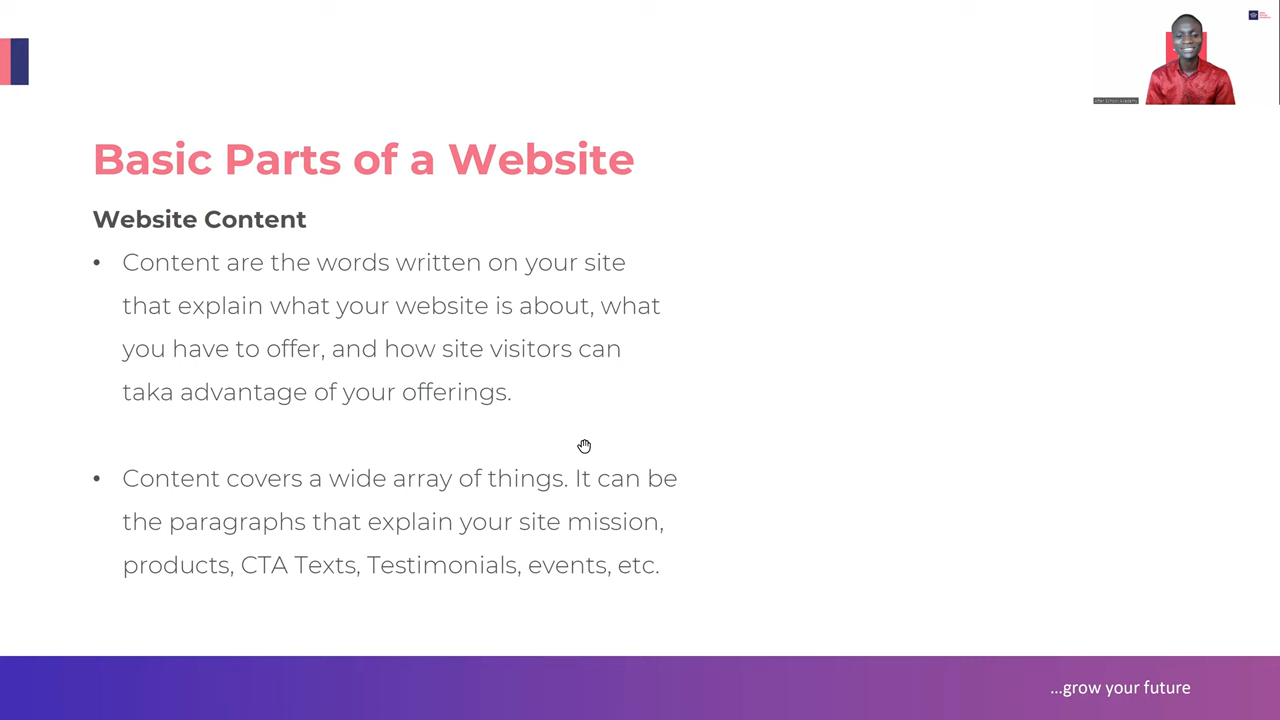 Basic Parts of a Website
Website Content
• Content are the words written on your site
that explain what your website is about, what
you have to offer, and how site visitors can
taka advantage of your offerings.
• Content covers a wide array of things. It can be
the paragraphs that explain your site mission,
products, CTA Texts, Testimonials, events, etc.
After School Academy
...grow your future